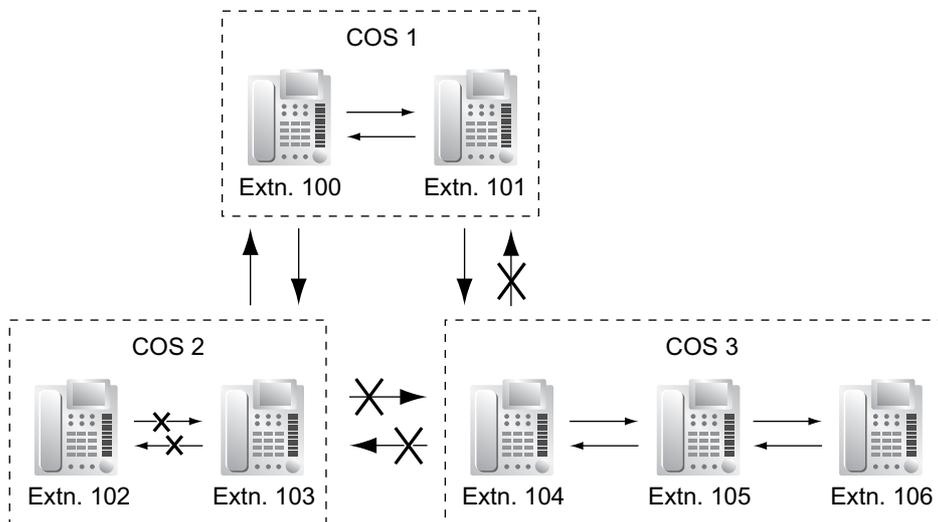 COS 1
Extn. 100
Extn. 101
COS 2
COS 3
Extn. 102
Extn. 103
Extn. 104
Extn. 105
Extn. 106